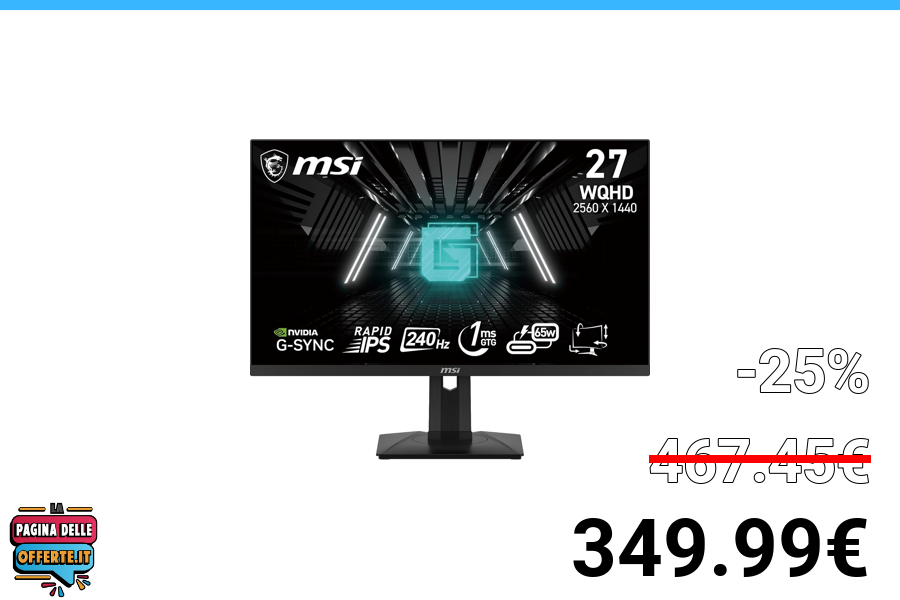 msi
27
WQHD
2560 X 1440
G
NVIDIA
G-SYNC
RAPID
IPS
240Hz
1ms
GTG
65W
msi
-25%
467.45€
349.99€
LA
PAGINA DELLE
OFFERTE.IT